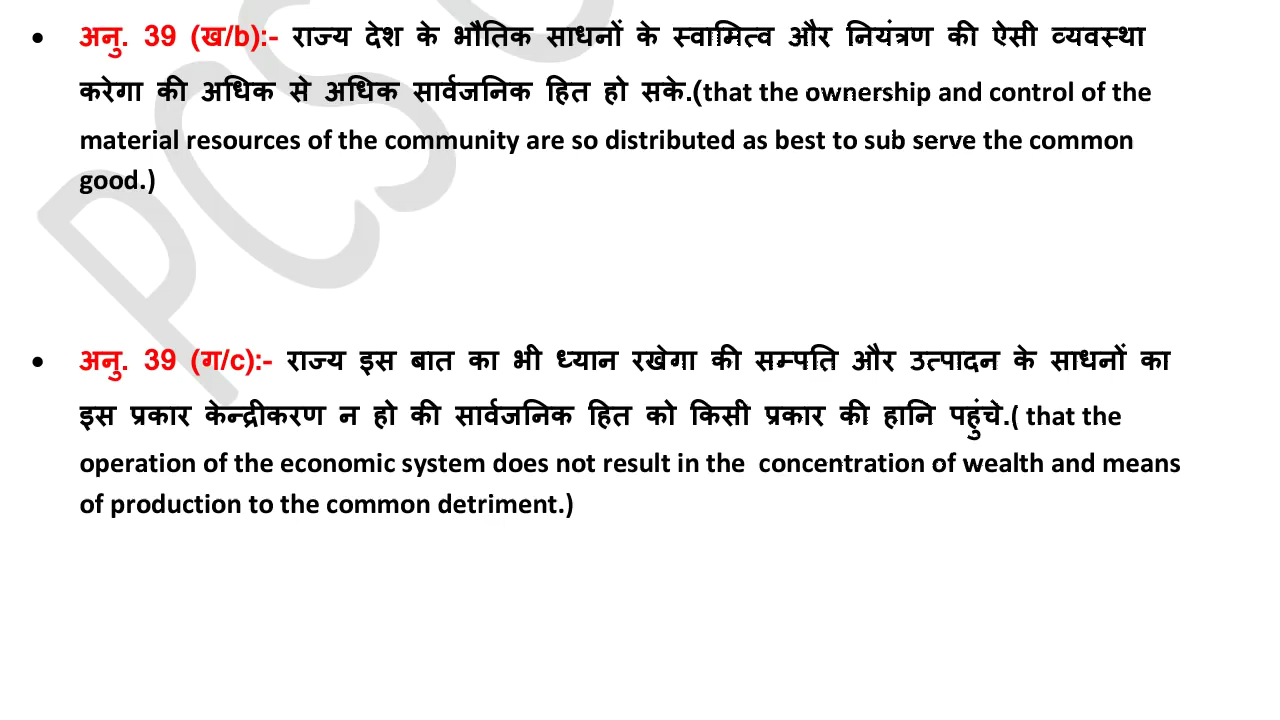 • अनु. 39 (ख/b):- राज्य देश के भौतिक साधनों के स्वामित्व और नियंत्रण की ऐसी व्यवस्था
करेगा की अधिक से अधिक सार्वजनिक हित हो सके.(that the ownership and control of the
material resources of the community are so distributed as best to sub serve the common
good.)
• अनु. 39 (ग/c):- राज्य इस बात का भी ध्यान रखेगा की सम्पति और उत्पादन के साधनों का
इस प्रकार केन्द्रीकरण न हो की सार्वजनिक हित को किसी प्रकार की हानि पहुंचे.( that the
operation of the economic system does not result in the  concentration of wealth and means
of production to the common detriment.)
PCS